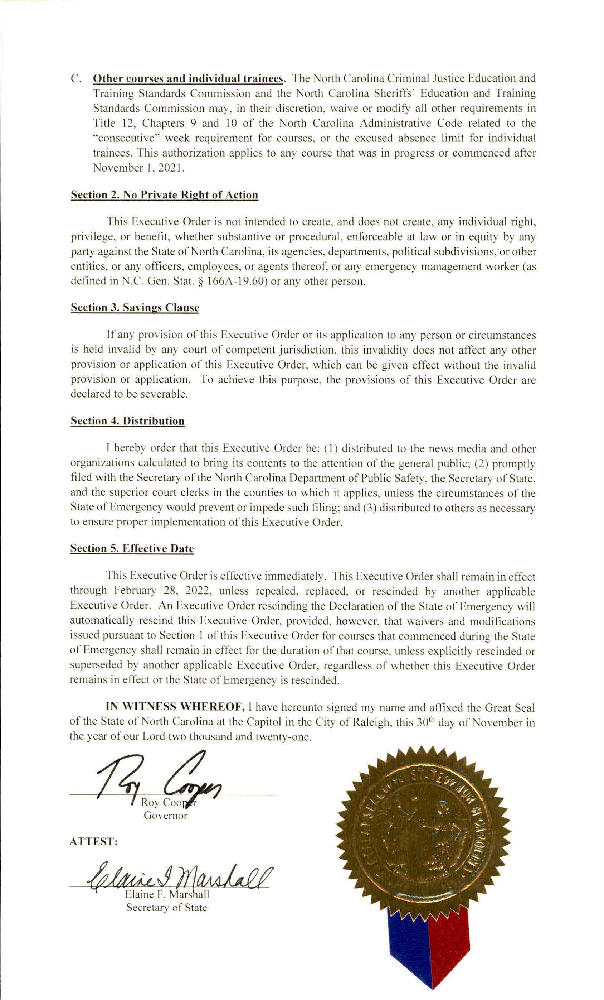 C. Other courses and individual trainees. The North Carolina Criminal Justice Education and
Training Standards Commission and the North Carolina Sheriffs' Education and Training
Standards Commission may, in their discretion, waive or modify all other requirements in
Title 12, Chapters 9 and 10 of the North Carolina Administrative Code related to the
"consecutive" week requirement for courses, or the excused absence limit for individual
trainees. This authorization applies to any course that was in progress or commenced after
November 1, 2021.
Section 2. No Private Right of Action
This Executive Order is not intended to create, and does not create, any individual right,
privilege, or benefit, whether substantive or procedural, enforceable at law or in equity by any
party against the State of North Carolina, its agencies, departments, political subdivisions, or other
entities, or any officers, employees, or agents thereof, or any emergency management worker (as
defined in N.C. Gen. Stat. § 166A-19.60) or any other person.
Section 3. Savings Clause
If any provision of this Executive Order or its application to any person or circumstances
is held invalid by any court of competent jurisdiction, this invalidity does not affect any other
provision or application of this Executive Order, which can be given effect without the invalid
provision or application. To achieve this purpose, the provisions of this Executive Order are
declared to be severable.
Section 4. Distribution
I hereby order that this Executive Order be: (1) distributed to the news media and other
organizations calculated to bring its contents to the attention of the general public; (2) promptly
filed with the Secretary of the North Carolina Department of Public Safety, the Secretary of State,
and the superior court clerks in the counties to which it applies, unless the circumstances of the
State of Emergency would prevent or impede such filing; and (3) distributed to others as necessary
to ensure proper implementation of this Executive Order.
Section 5. Effective Date
This Executive Order is effective immediately. This Executive Order shall remain in effect
through February 28, 2022, unless repealed, replaced, or rescinded by another applicable
Executive Order. An Executive Order rescinding the Declaration of the State of Emergency will
automatically rescind this Executive Order, provided, however, that waivers and modifications
issued pursuant to Section 1 of this Executive Order for courses that commenced during the State
of Emergency shall remain in effect for the duration of that course, unless explicitly rescinded or
superseded by another applicable Executive Order, regardless of whether this Executive Order
remains in effect or the State of Emergency is rescinded.
IN WITNESS WHEREOF, I have hereunto signed my name and affixed the Great Seal
of the State of North Carolina at the Capitol in the City of Raleigh, this 30th day of November in
the year of our Lord two thousand and twenty-one.
Roy Cooper
Roy Cooper
Governor
ATTEST:
Elaine F. Marshall
Elaine F. Marshall
Secretary of State
SEAL OF THE STATE OF NORTH CAROLINA